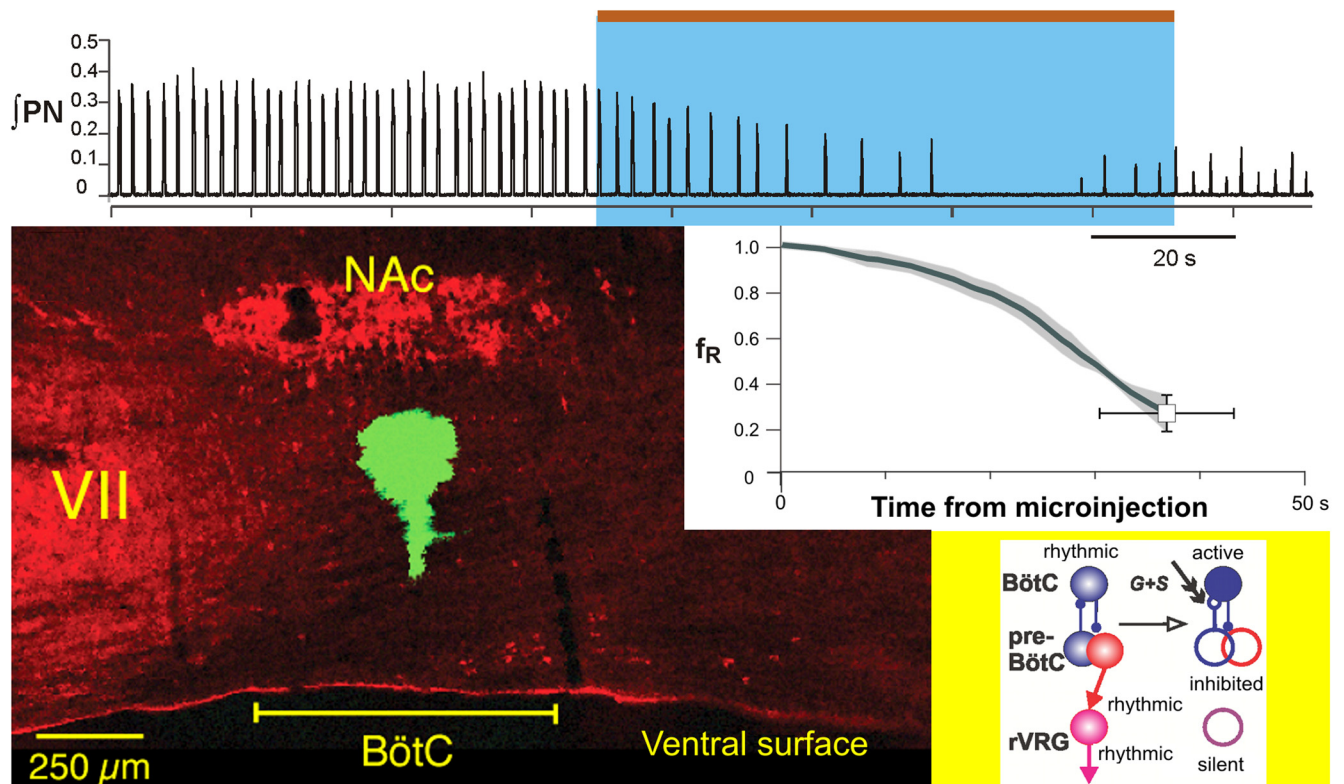 ∫PN
0.5
0.4
0.3
0.2
0.1
0
20 s
NAc
VII
BötC
Ventral surface
250 µm
fR
1.0
0.8
0.6
0.4
0.2
0
0
Time from microinjection
50 s
rhythmic
active
BötC
G+S
pre-
BötC
inhibited
rhythmic
rVRG
rhythmic
silent